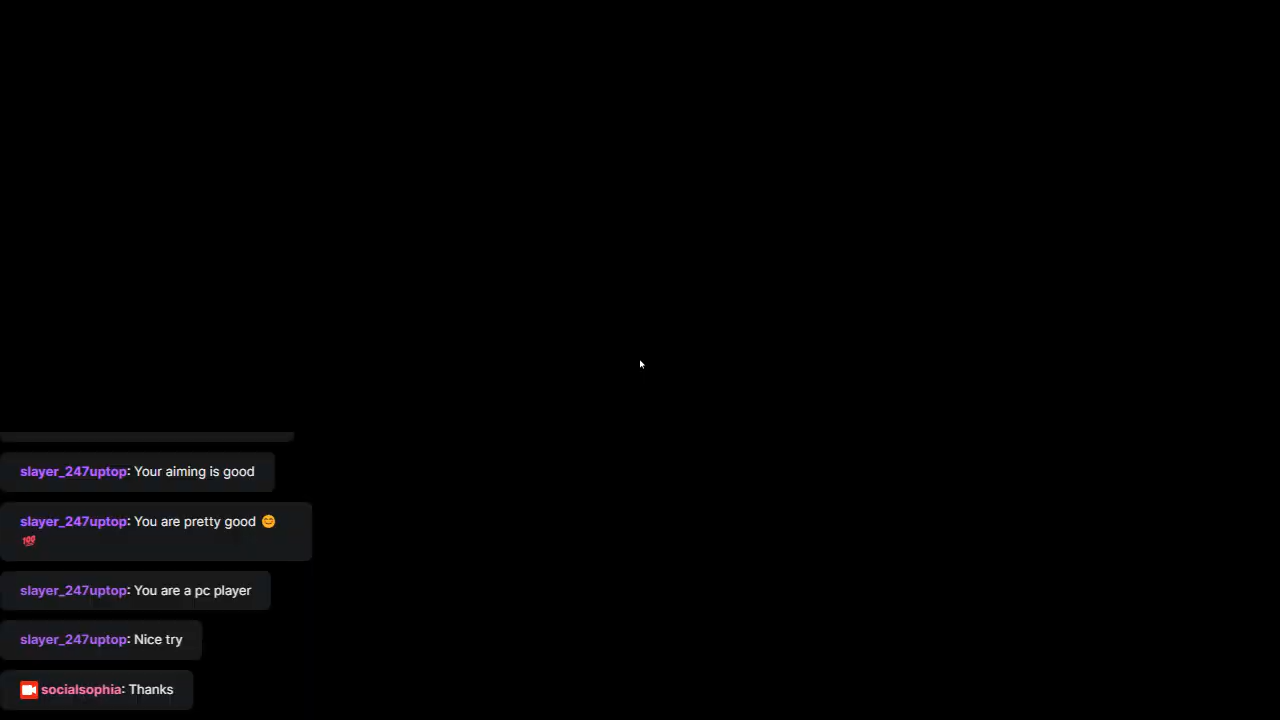 slayer_247uptop: Your aiming is good
slayer_247uptop: You are pretty good 😊
💯
slayer_247uptop: You are a pc player
slayer_247uptop: Nice try
socialsophia: Thanks